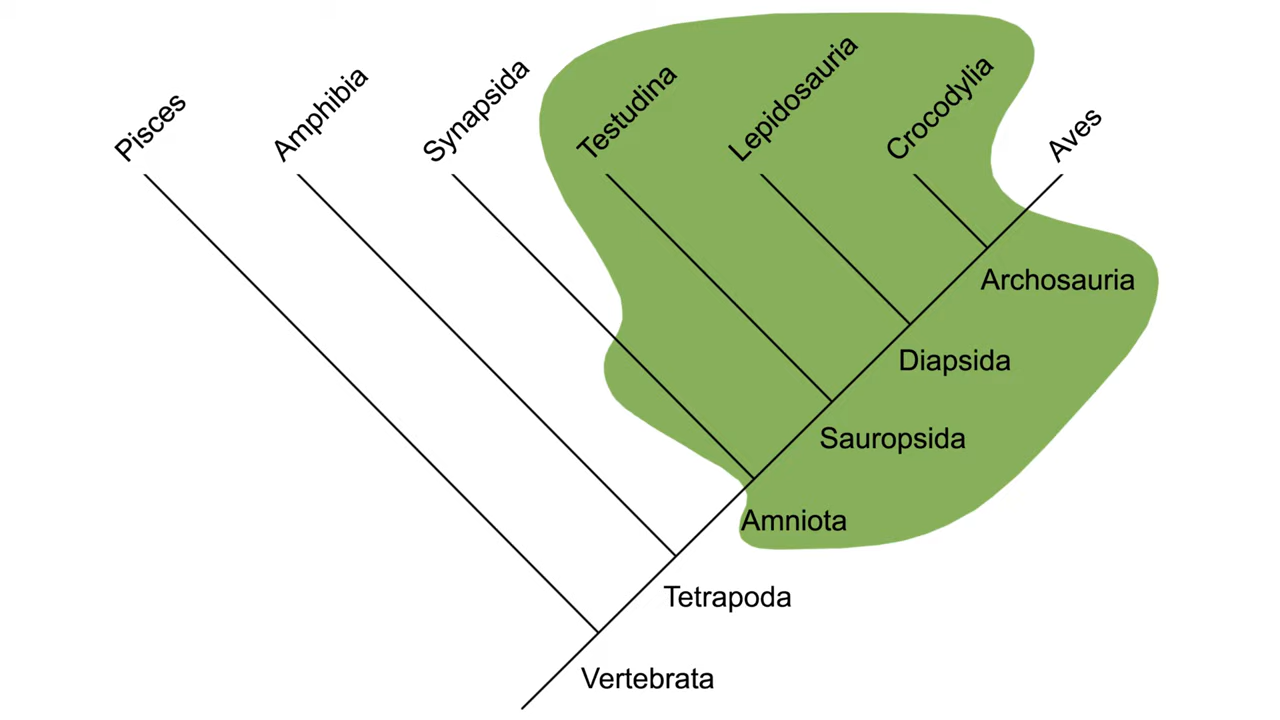 Pisces
Amphibia
Synapsida
Testudina
Lepidosauria
Crocodylia
Aves
Archosauria
Diapsida
Sauropsida
Amniota
Tetrapoda
Vertebrata